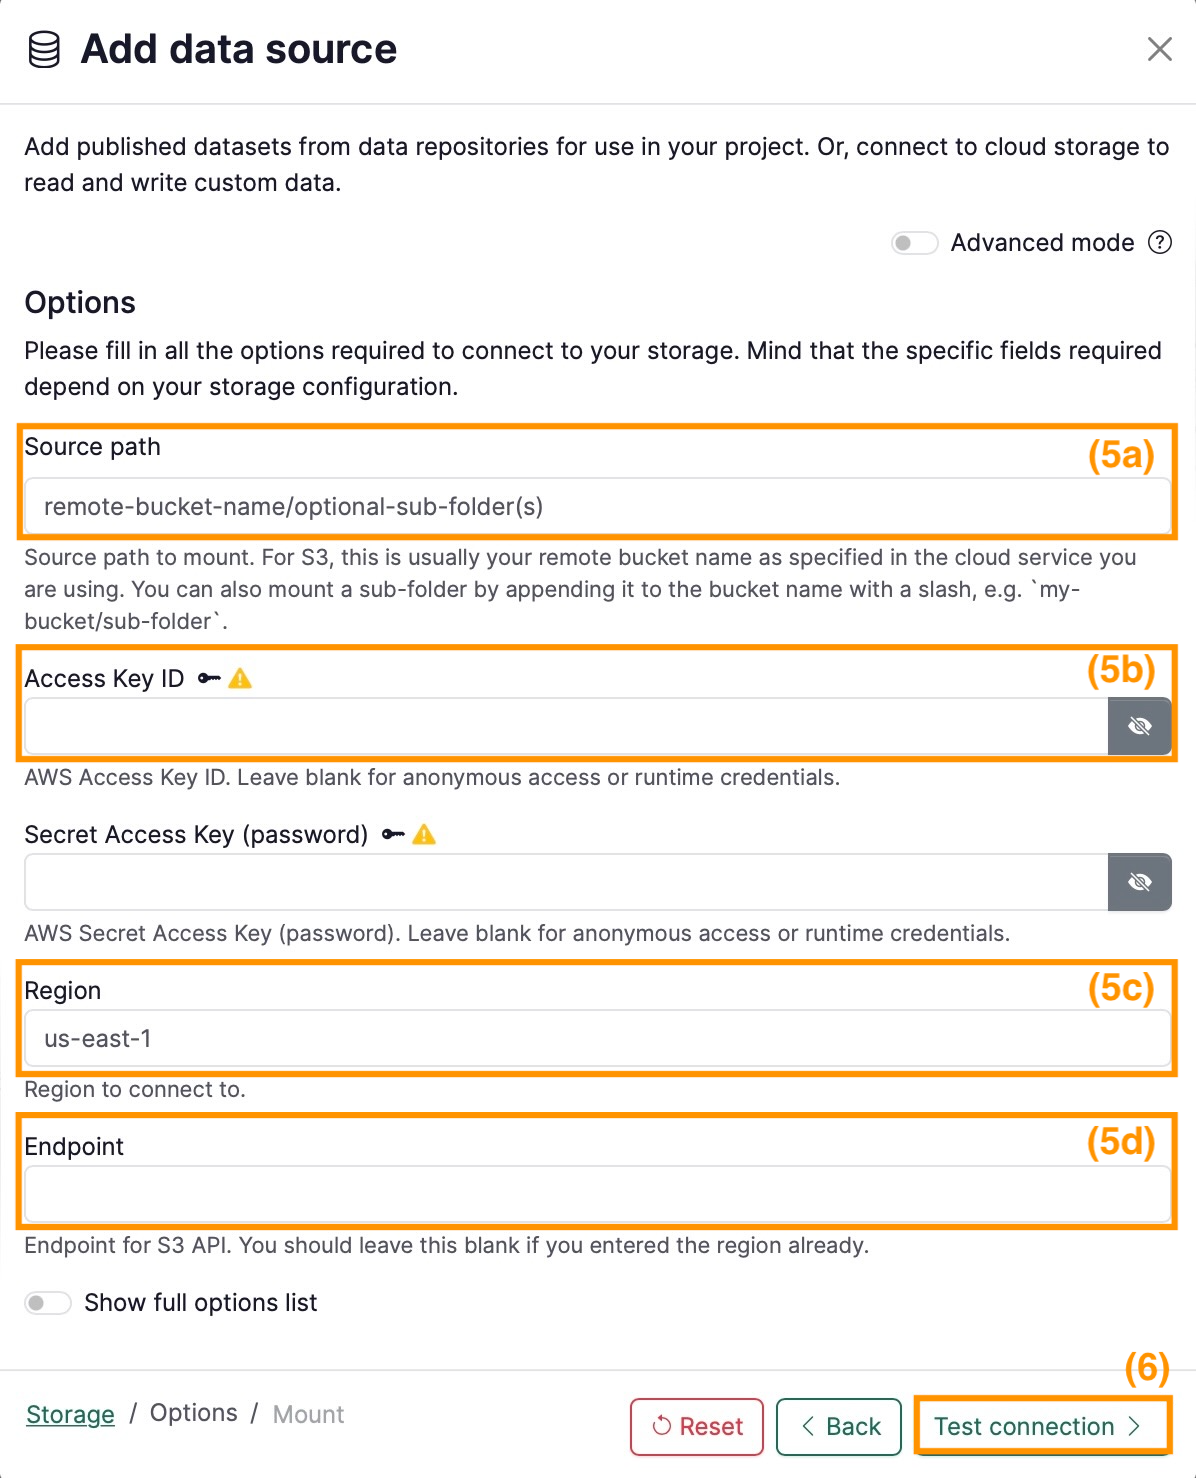 Add data source
Add published datasets from data repositories for use in your project. Or, connect to cloud storage to
read and write custom data.
Advanced mode
Options
Please fill in all the options required to connect to your storage. Mind that the specific fields required
depend on your storage configuration.
Source path
(5a)
remote-bucket-name/optional-sub-folder(s)
Source path to mount. For S3, this is usually your remote bucket name as specified in the cloud service you
are using. You can also mount a sub-folder by appending it to the bucket name with a slash, e.g. `my-
bucket/sub-folder`.
Access Key ID
(5b)
AWS Access Key ID. Leave blank for anonymous access or runtime credentials.
Secret Access Key (password)
AWS Secret Access Key (password). Leave blank for anonymous access or runtime credentials.
Region
(5c)
us-east-1
Region to connect to.
Endpoint
(5d)
Endpoint for S3 API. You should leave this blank if you entered the region already.
Show full options list
(6)
Storage / Options / Mount
Reset
Back
Test connection